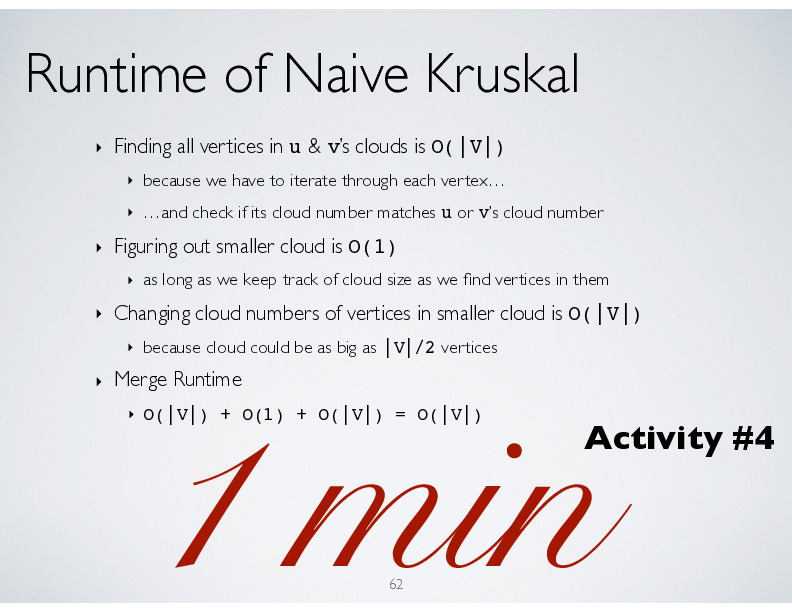 Runtime of Naive Kruskal
‣ Finding all vertices in u & v’s clouds is O(|V|)
‣ because we have to iterate through each vertex…
‣ …and check if its cloud number matches u or v’s cloud number
‣ Figuring out smaller cloud is O(1)
‣ as long as we keep track of cloud size as we find vertices in them
‣ Changing cloud numbers of vertices in smaller cloud is O(|V|)
‣ because cloud could be as big as |V|/2 vertices
‣ Merge Runtime
‣ O(|V|) + O(1) + O(|V|) = O(|V|)
Activity #4
1 min
62